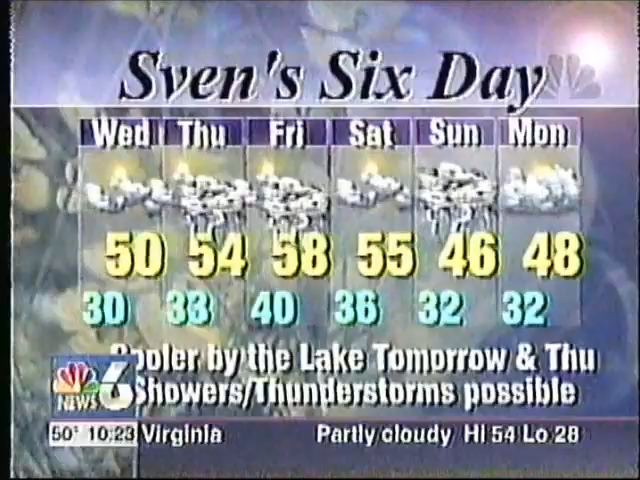 Sven's Six Day
Wed Thu Fri Sat Sun Mon
50 54 58 55 46 48
30 33 40 36 32 32
Cooler by the Lake Tomorrow & Thu
Showers/Thunderstorms possible
NEWS 6
50° 10:23 Virginia Partly cloudy Hi 54 Lo 28